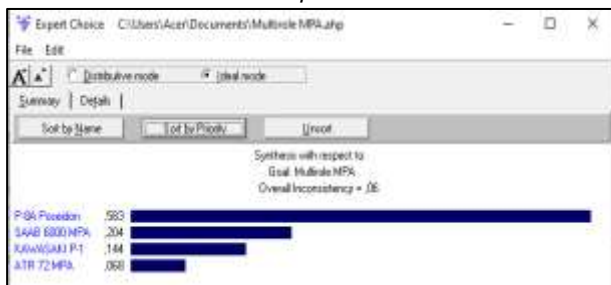 Expert Choice C:\Users\Acer\Documents\Multirole MPA.ahp
File Edit
Distributive mode Ideal mode
Summary Details
Sort by Name Sort by Priority Unsort
Synthesis with respect to
Goal: Multirole MPA
Overall Inconsistency = ,06
P-8A Poseidon ,583
SAAB 6000 MPA ,204
KAWASAKI P-1 ,144
ATR 72 MPA ,068